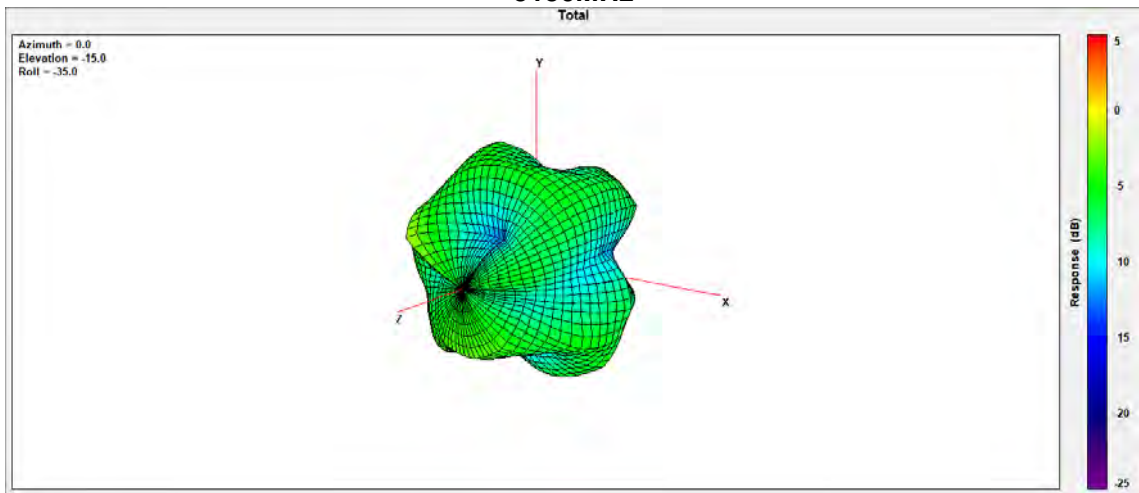 Total
Azimuth = 0.0
Elevation = -15.0
Roll = -35.0
Y
X
Z
Response (dB)
5
0
5
10
15
-20
-25